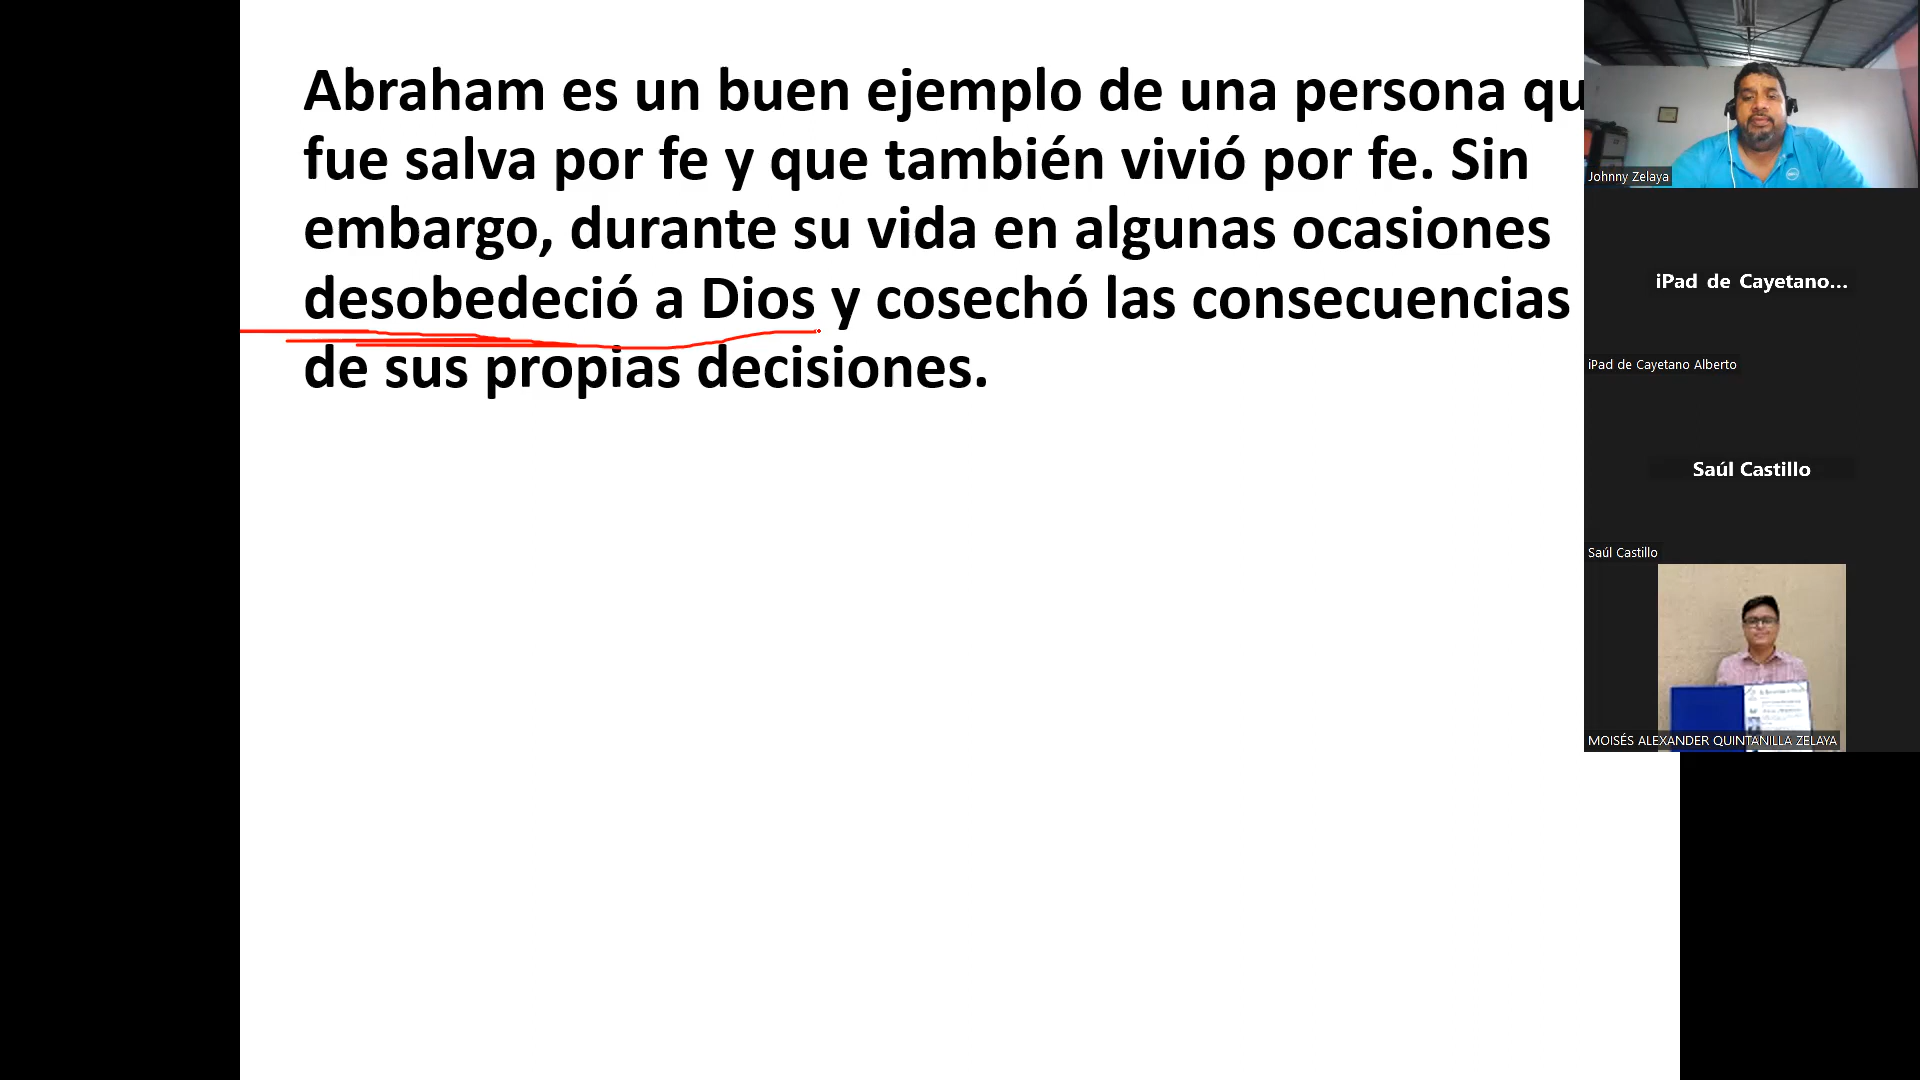 Abraham es un buen ejemplo de una persona qu
fue salva por fe y que también vivió por fe. Sin
embargo, durante su vida en algunas ocasiones
desobedeció a Dios y cosechó las consecuencias
de sus propias decisiones.
Johnny Zelaya
iPad de Cayetano...
iPad de Cayetano Alberto
Saúl Castillo
Saúl Castillo
MOISÉS ALEXANDER QUINTANILLA ZELAYA